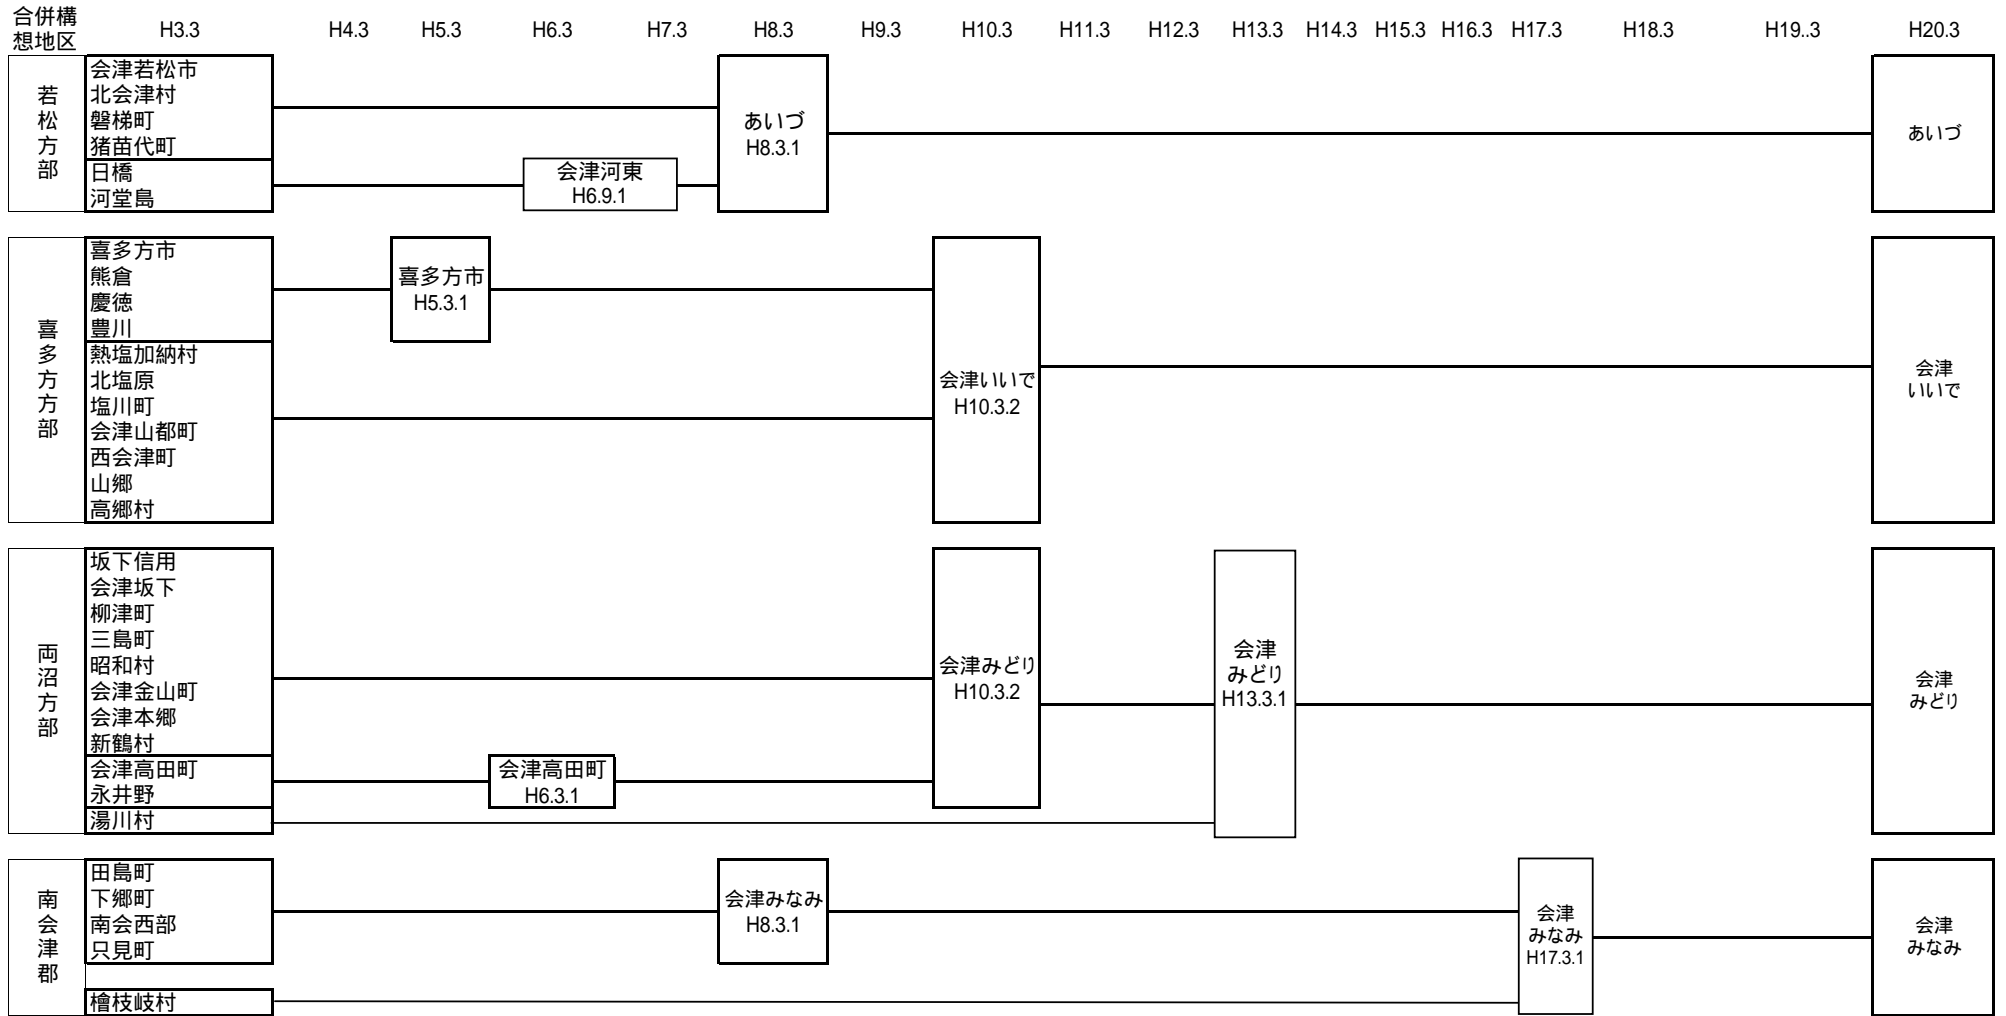 合併構
想地区
H3.3 H4.3 H5.3 H6.3 H7.3 H8.3 H9.3 H10.3 H11.3 H12.3 H13.3 H14.3 H15.3 H16.3 H17.3 H18.3 H19..3 H20.3
若松方部
会津若松市
北会津村
磐梯町
猪苗代町
日橋
河堂島
会津河東
H6.9.1
あいづ
H8.3.1
あいづ
喜多方方部
喜多方市
熊倉
慶徳
豊川
熱塩加納村
北塩原
塩川町
会津山都町
西会津町
山郷
高郷村
喜多方市
H5.3.1
会津いいで
H10.3.2
会津
いいで
両沼方部
坂下信用
会津坂下
柳津町
三島町
昭和村
会津金山町
会津本郷
新鶴村
会津高田町
永井野
湯川村
会津高田町
H6.3.1
会津みどり
H10.3.2
会津
みどり
H13.3.1
会津
みどり
南会津郡
田島町
下郷町
南会西部
只見町
檜枝岐村
会津みなみ
H8.3.1
会津
みなみ
H17.3.1
会津
みなみ